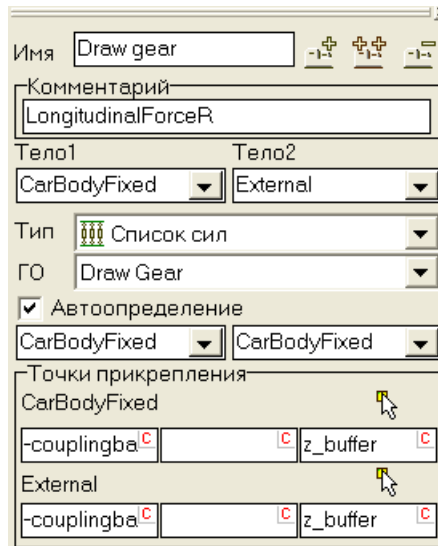 Имя Draw gear
Комментарий
LongitudinalForceR
Тело1 Тело2
CarBodyFixed External
Тип Список сил
ГО Draw Gear
Автоопределение
CarBodyFixed CarBodyFixed
Точки прикрепления
CarBodyFixed
-couplingba C C z_buffer C
External
-couplingba C C z_buffer C